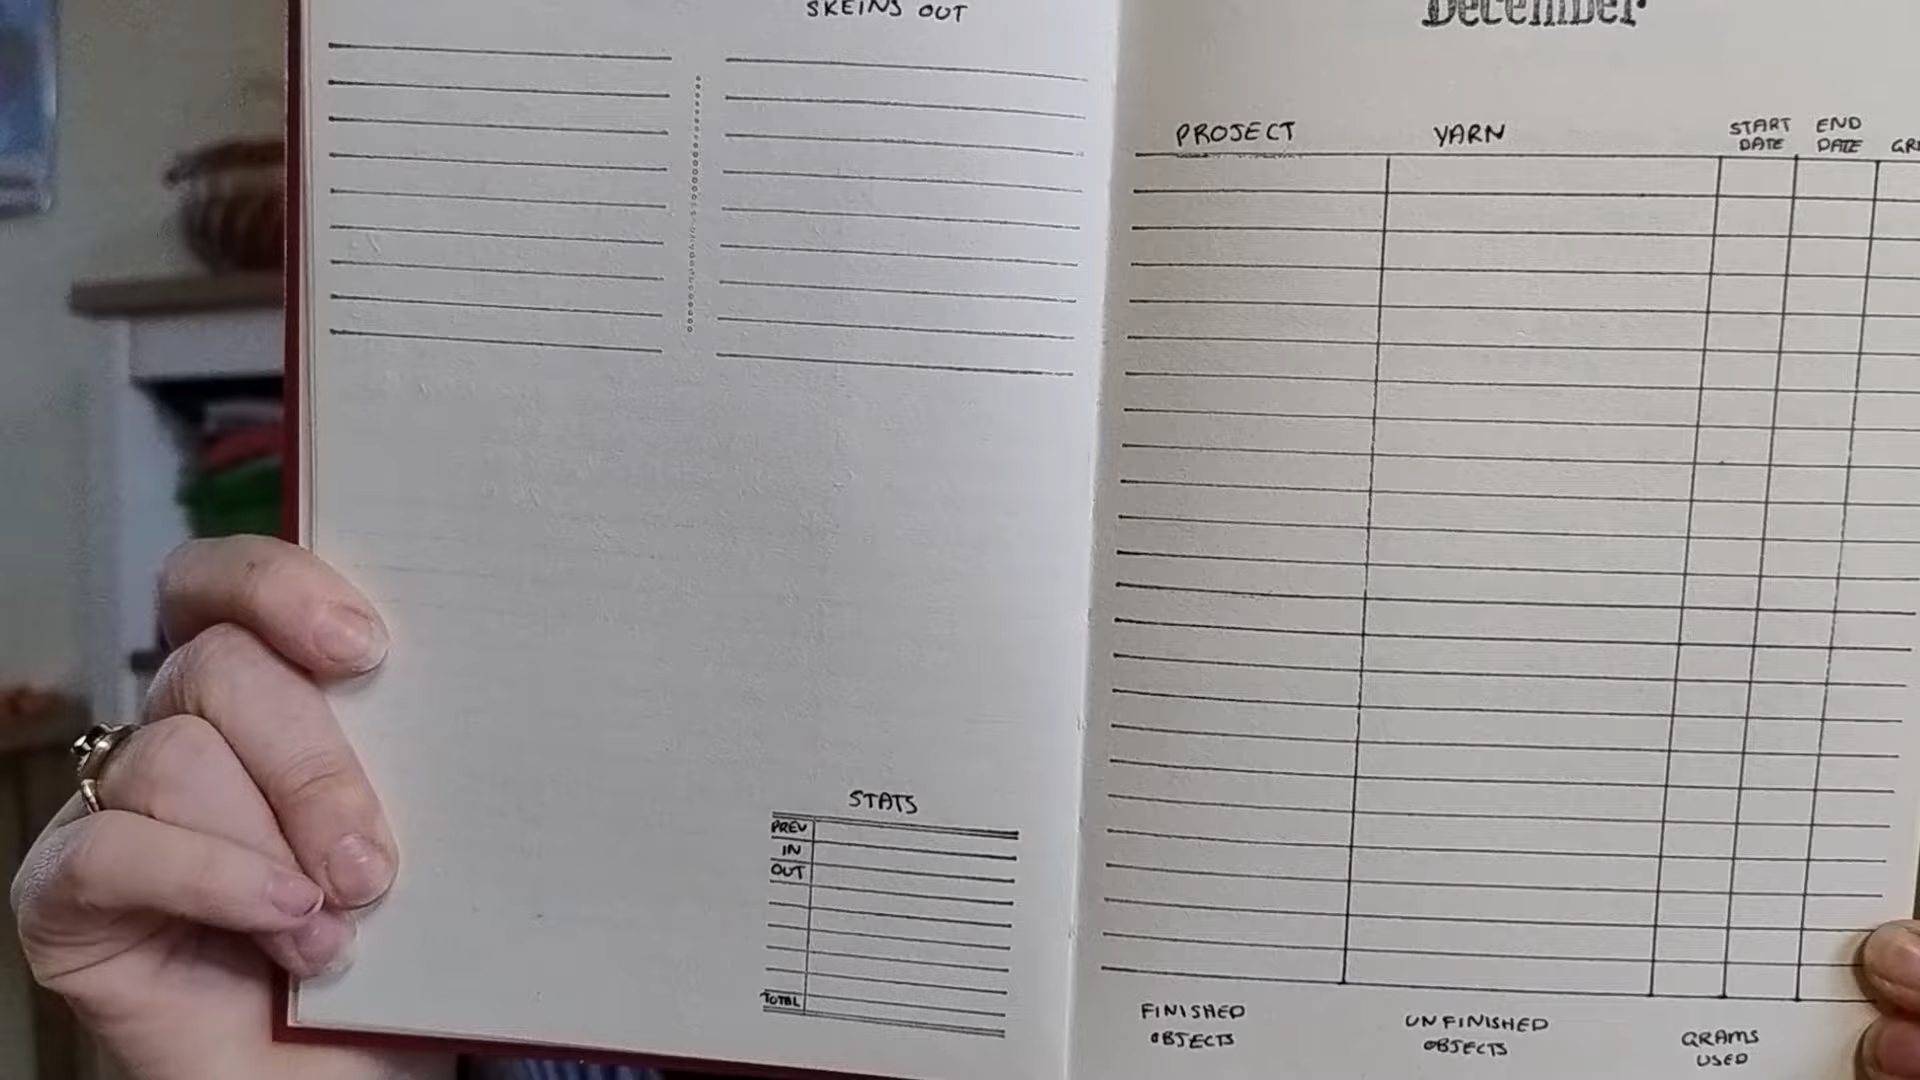 SKEINS OUT
STATS
PREV
IN
OUT
TOTAL
December
PROJECT
YARN
START
DATE
END
DATE
FINISHED
OBJECTS
UNFINISHED
OBJECTS
GRAMS
USED